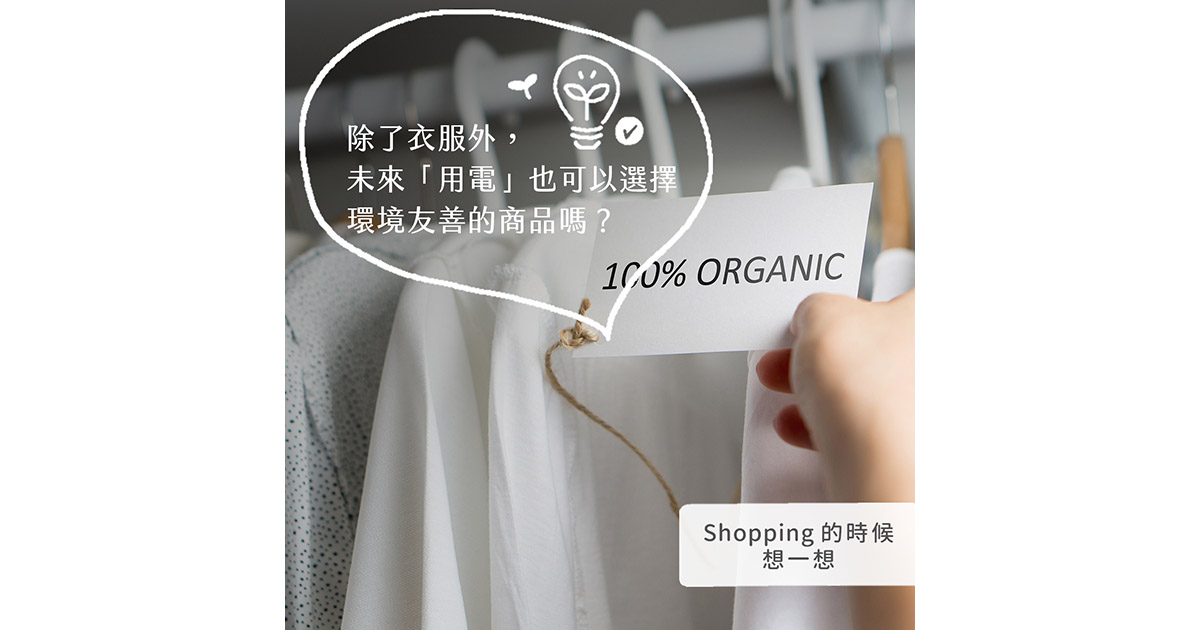 除了衣服外，
未來「用電」也可以選擇
環境友善的商品嗎？
100% ORGANIC
Shopping 的時候
想一想